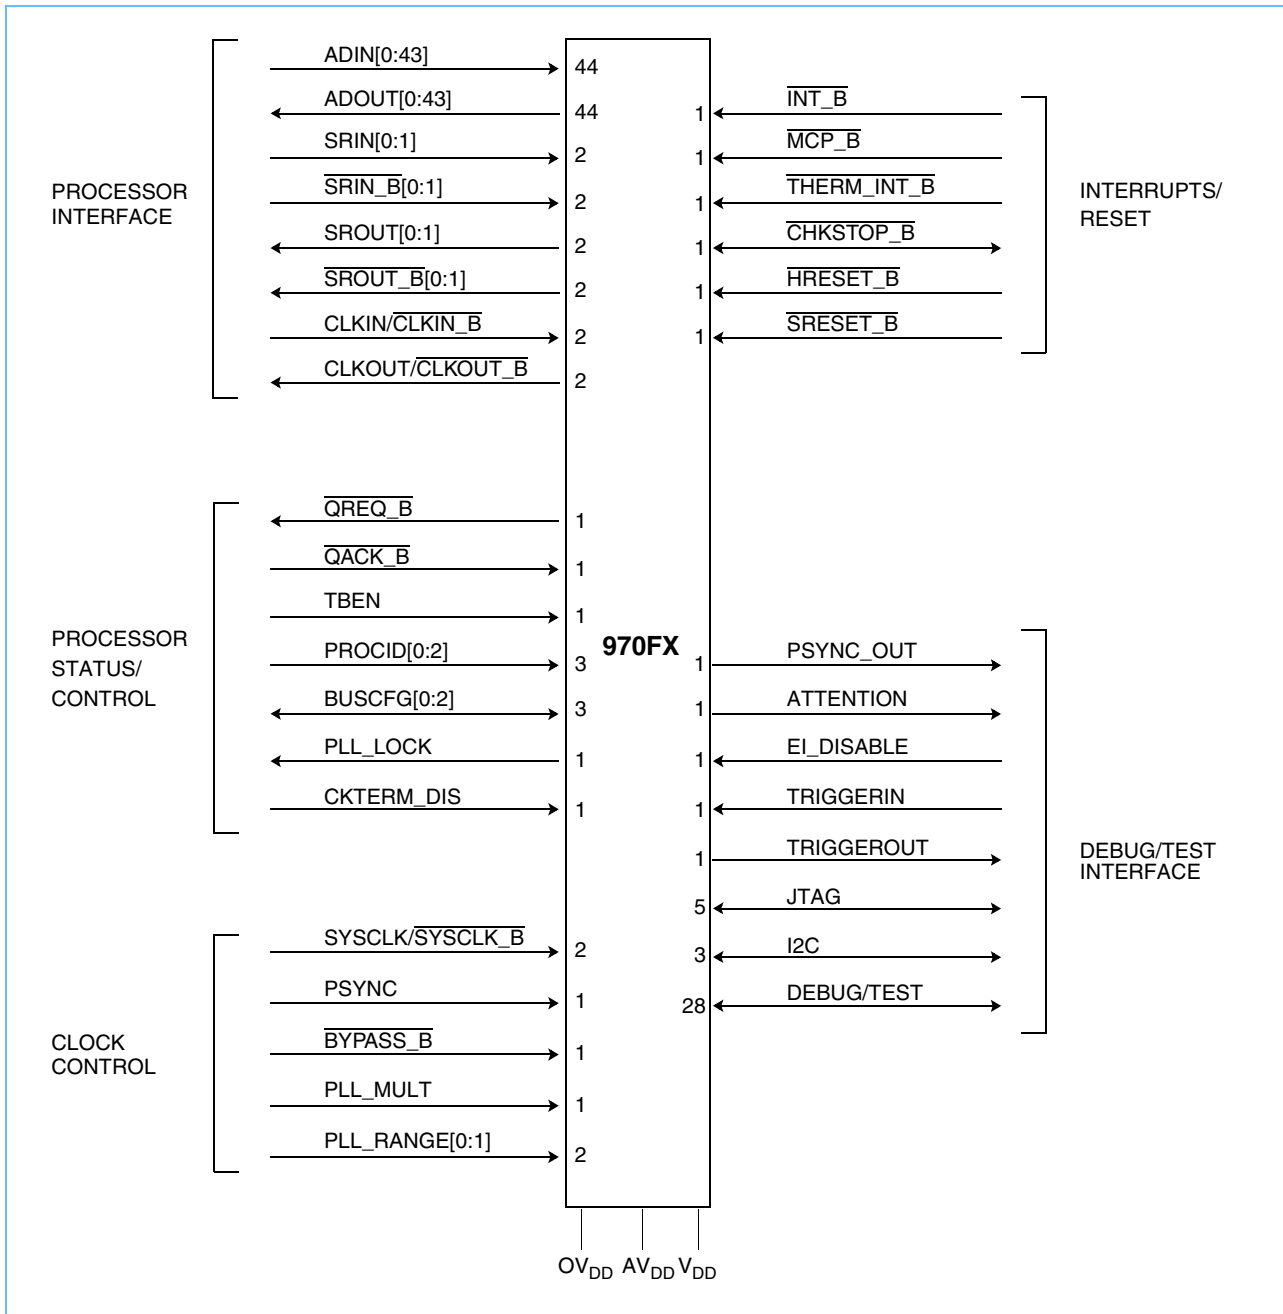 PROCESSOR
INTERFACE
ADIN[0:43]
44
ADOUT[0:43]
44
SRIN[0:1]
2
SRIN_B[0:1]
2
SROUT[0:1]
2
SROUT_B[0:1]
2
CLKIN/CLKIN_B
2
CLKOUT/CLKOUT_B
2
PROCESSOR
STATUS/
CONTROL
QREQ_B
1
QACK_B
1
TBEN
1
PROCID[0:2]
3
BUSCFG[0:2]
3
PLL_LOCK
1
CKTERM_DIS
1
CLOCK
CONTROL
SYSCLK/SYSCLK_B
2
PSYNC
1
BYPASS_B
1
PLL_MULT
1
PLL_RANGE[0:1]
2
970FX
1
INT_B
1
MCP_B
1
THERM_INT_B
1
CHKSTOP_B
1
HRESET_B
1
SRESET_B
INTERRUPTS/
RESET
1
PSYNC_OUT
1
ATTENTION
1
EI_DISABLE
1
TRIGGERIN
1
TRIGGEROUT
5
JTAG
3
I2C
28
DEBUG/TEST
DEBUG/TEST
INTERFACE
OVDD AVDD VDD